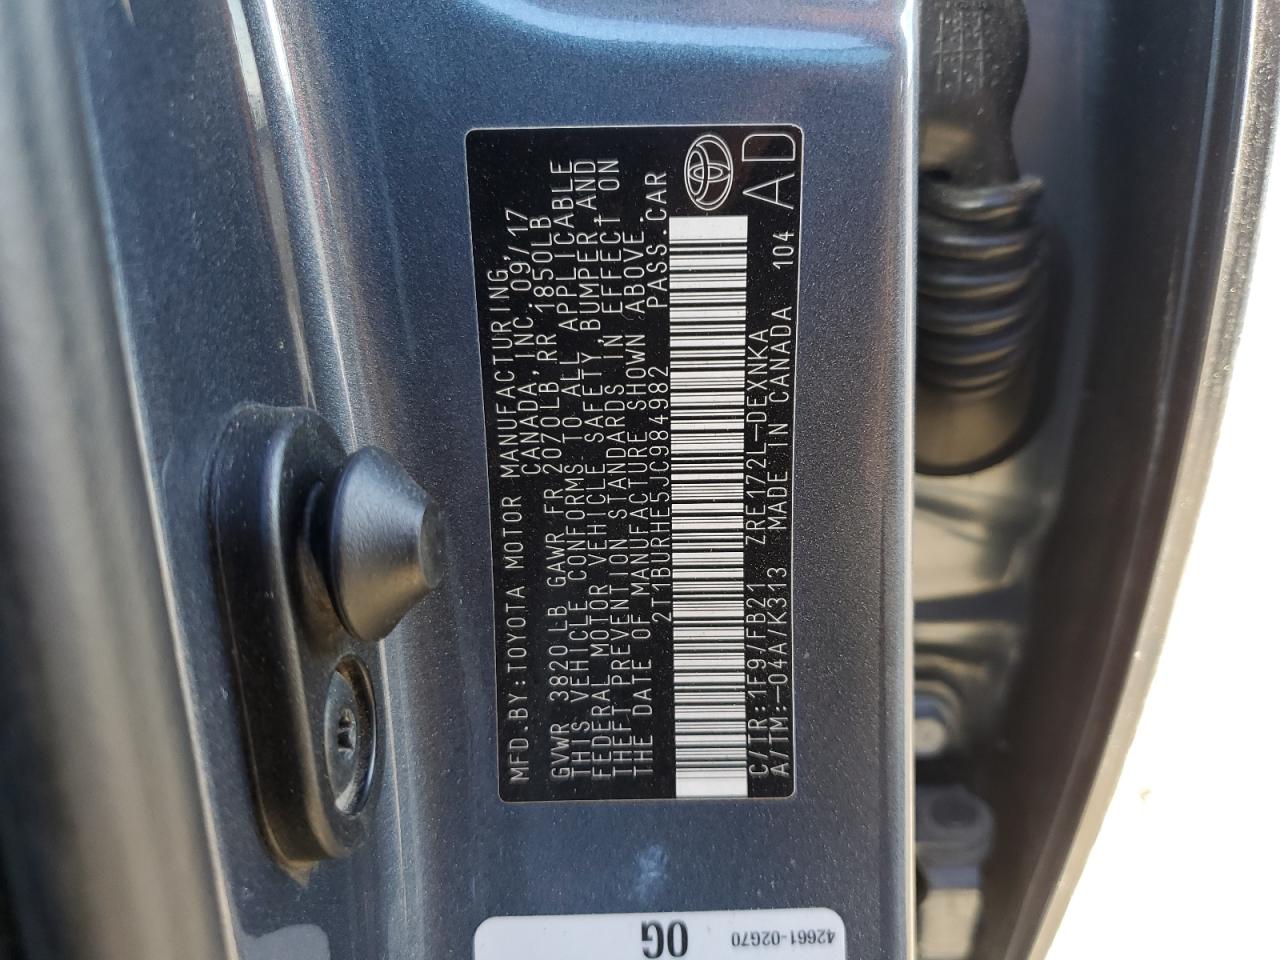 MFD.BY:TOYOTA MOTOR MANUFACTURING,
CANADA,INC. 09/17
GVWR 3820 LB GAWR FR 2070LB,RR 1850LB
THIS VEHICLE CONFORMS TO ALL APPLICABLE
FEDERAL MOTOR VEHICLE SAFETY,BUMPER,AND
THEFT PREVENTION STANDARDS IN EFFECT ON
THE DATE OF MANUFACTURE SHOWN ABOVE.
2T1BURHE5JC984982 PASS.CAR
C/TR:1F9/FB21 ZRE172L-DEXNKA
A/TM:-04A/K313 MADE IN CANADA 104
AD
0G
42661-02G70